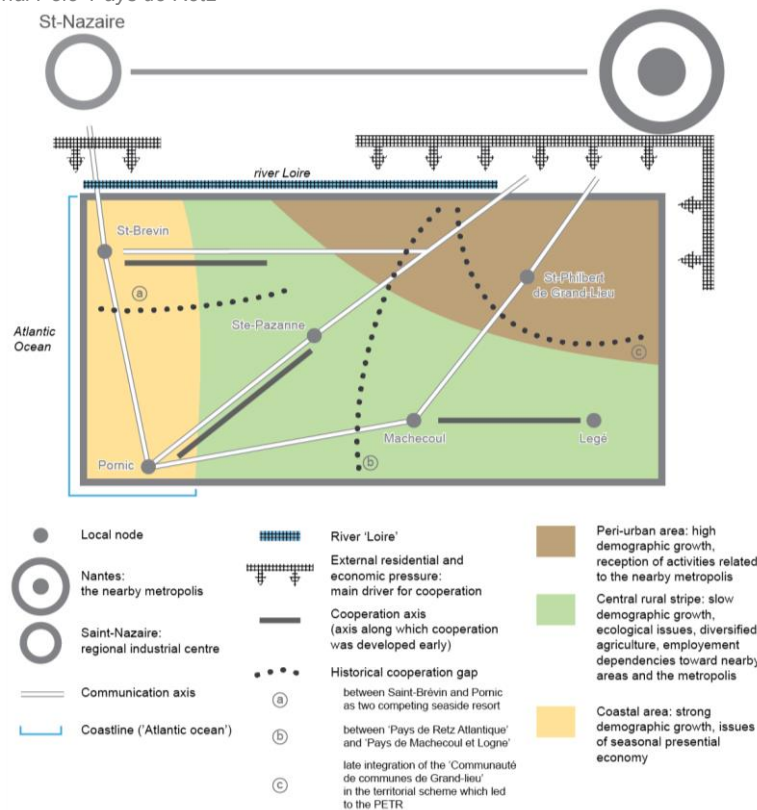 St-Nazaire
river Loire
St-Brevin
a
St-Philbert
de Grand-Lieu
Atlantic
Ocean
Ste-Pazanne
c
Machecoul
Legé
Pornic
b
Local node
Nantes:
the nearby metropolis
Saint-Nazaire:
regional industrial centre
Communication axis
Coastline ('Atlantic ocean')
River 'Loire'
External residential and
economic pressure:
main driver for cooperation
Cooperation axis
(axis along which cooperation
was developed early)
Historical cooperation gap
a
between Saint-Brévin and Pornic
as two competing seaside resort
b
between 'Pays de Retz Atlantique'
and 'Pays de Machecoul et Logne'
c
late integration of the 'Communauté
de communes de Grand-lieu'
in the territorial scheme which led
to the PETR
Peri-urban area: high
demographic growth,
reception of activities related
to the nearby metropolis
Central rural stripe: slow
demographic growth,
ecological issues, diversified
agriculture, employement
dependencies toward nearby
areas and the metropolis
Coastal area: strong
demographic growth, issues
of seasonal presential
economy